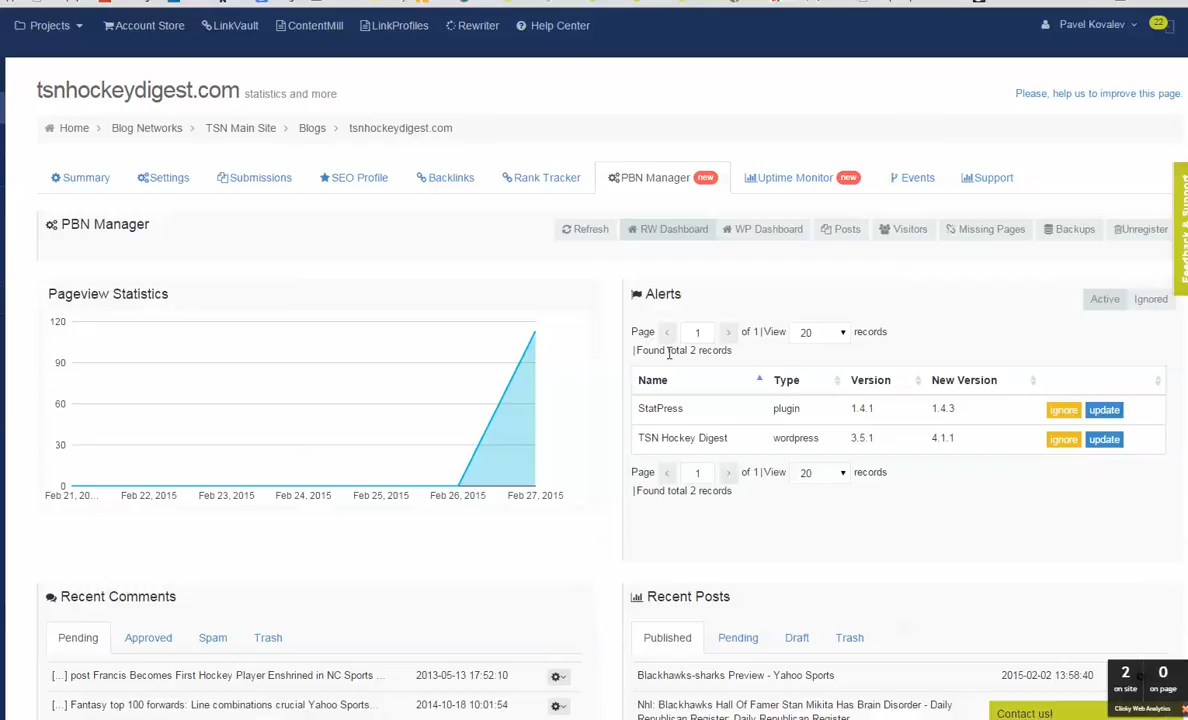 Projects Account Store LinkVault ContentMill LinkProfiles Rewriter Help Center Pavel Kovalev 22
tsnhockeydigest.com statistics and more
Please, help us to improve this page.
Home > Blog Networks > TSN Main Site > Blogs > tsnhockeydigest.com
Summary Settings Submissions SEO Profile Backlinks Rank Tracker PBN Manager new Uptime Monitor new Events Support
Feedback & Support
PBN Manager
Refresh RW Dashboard WP Dashboard Posts Visitors Missing Pages Backups Unregister
Pageview Statistics
120
90
60
30
0
Feb 21, 20... Feb 22, 2015 Feb 23, 2015 Feb 24, 2015 Feb 25, 2015 Feb 26, 2015 Feb 27, 2015
Alerts
Active Ignored
Page < 1 > of 1|View 20 records
|Found total 2 records
Name Type Version New Version
StatPress plugin 1.4.1 1.4.3 ignore update
TSN Hockey Digest wordpress 3.5.1 4.1.1 ignore update
Page < 1 > of 1|View 20 records
|Found total 2 records
Recent Comments
Pending Approved Spam Trash
[...] post Francis Becomes First Hockey Player Enshrined in NC Sports ... 2013-05-13 17:52:10
[...] Fantasy top 100 forwards: Line combinations crucial Yahoo Sports... 2014-10-18 10:01:54
Recent Posts
Published Pending Draft Trash
Blackhawks-sharks Preview - Yahoo Sports 2015-02-02 13:58:40
Nhl: Blackhawks Hall Of Famer Stan Mikita Has Brain Disorder - Daily
Republican Register, Daily Republican Register
2 0
on site on page
Clicky Web Analytics
Contact us!